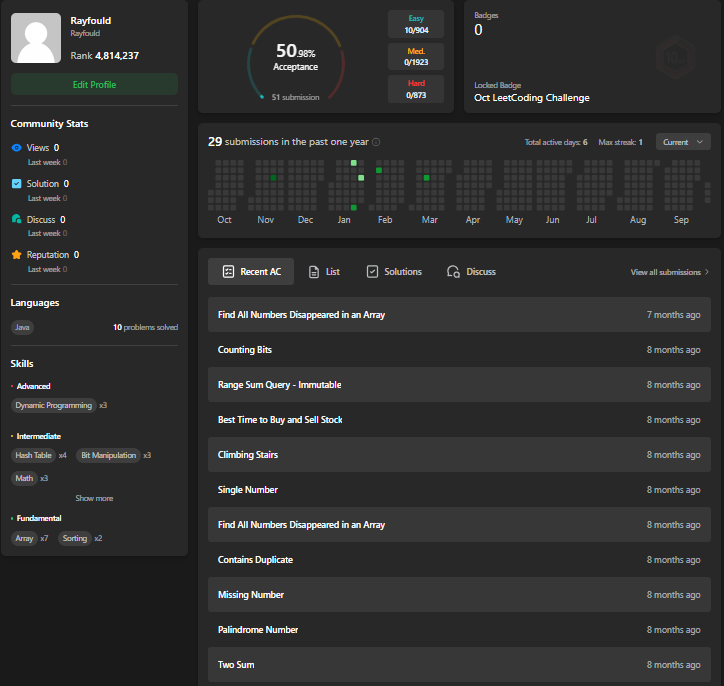 Rayfould
Rayfould
Rank 4,814,237
Edit Profile
Community Stats
Views 0
Last week 0
Solution 0
Last week 0
Discuss 0
Last week 0
Reputation 0
Last week 0
Languages
Java 10 problems solved
Skills
Advanced
Dynamic Programming x3
Intermediate
Hash Table x4 Bit Manipulation x3
Math x3
Show more
Fundamental
Array x7 Sorting x2
50.98%
Acceptance
51 submission
Easy
10/904
Med.
0/1923
Hard
0/873
Badges
0
Locked Badge
Oct LeetCoding Challenge
29 submissions in the past one year Total active days: 6 Max streak: 1 Current
Oct Nov Dec Jan Feb Mar Apr May Jun Jul Aug Sep
Recent AC List Solutions Discuss View all submissions
Find All Numbers Disappeared in an Array 7 months ago
Counting Bits 8 months ago
Range Sum Query - Immutable 8 months ago
Best Time to Buy and Sell Stock 8 months ago
Climbing Stairs 8 months ago
Single Number 8 months ago
Find All Numbers Disappeared in an Array 8 months ago
Contains Duplicate 8 months ago
Missing Number 8 months ago
Palindrome Number 8 months ago
Two Sum 8 months ago